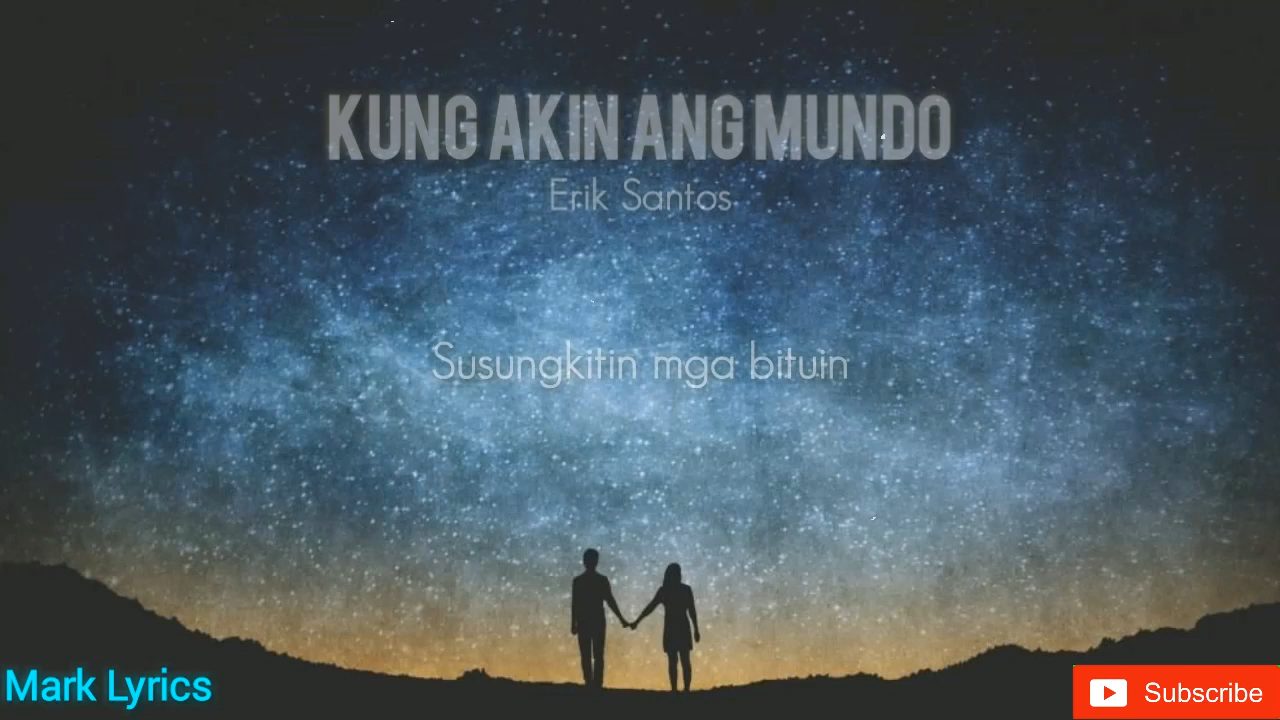 KUNG AKIN ANG MUNDO
Erik Santos
Susungkitin mga bituin
Mark Lyrics
Subscribe